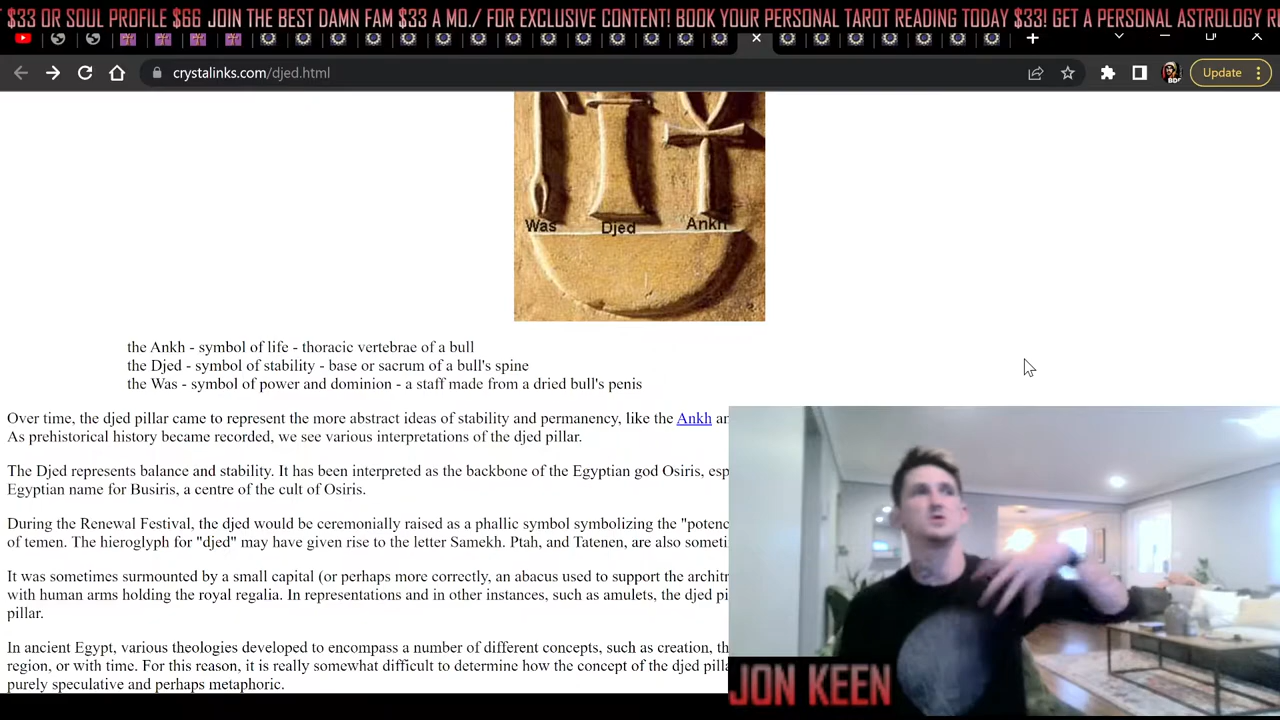 $33 OR SOUL PROFILE $66 JOIN THE BEST DAMN FAM $33 A MO./ FOR EXCLUSIVE CONTENT! BOOK YOUR PERSONAL TAROT READING TODAY $33! GET A PERSONAL ASTROLOGY
crystalinks.com/djed.html
Update
Was
Djed
Ankh
the Ankh - symbol of life - thoracic vertebrae of a bull
the Djed - symbol of stability - base or sacrum of a bull's spine
the Was - symbol of power and dominion - a staff made from a dried bull's penis
Over time, the djed pillar came to represent the more abstract ideas of stability and permanency, like the Ankh
As prehistorical history became recorded, we see various interpretations of the djed pillar.
The Djed represents balance and stability. It has been interpreted as the backbone of the Egyptian god Osiris,
Egyptian name for Busiris, a centre of the cult of Osiris.
During the Renewal Festival, the djed would be ceremonially raised as a phallic symbol symbolizing the "potenc
of temen. The hieroglyph for "djed" may have given rise to the letter Samekh. Ptah, and Tatenen, are also
It was sometimes surmounted by a small capital (or perhaps more correctly, an abacus used to support the
with human arms holding the royal regalia. In representations and in other instances, such as amulets, the djed
pillar.
In ancient Egypt, various theologies developed to encompass a number of different concepts, such as creation,
region, or with time. For this reason, it is really somewhat difficult to determine how the concept of the djed
purely speculative and perhaps metaphoric.
JON KEEN